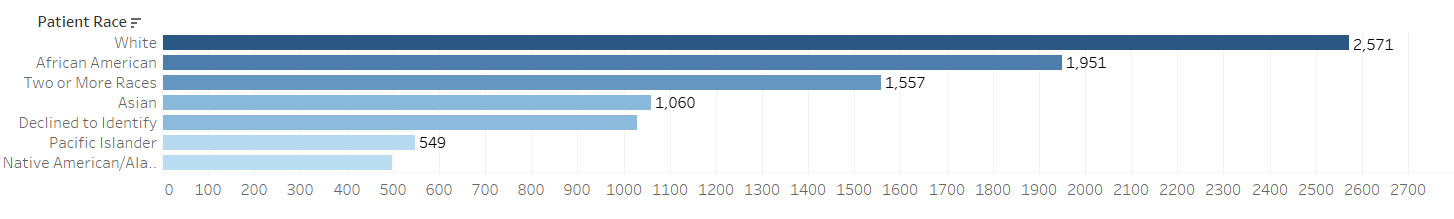 Patient Race
White 2,571
African American 1,951
Two or More Races 1,557
Asian 1,060
Declined to Identify
Pacific Islander 549
Native American/Ala..
0 100 200 300 400 500 600 700 800 900 1000 1100 1200 1300 1400 1500 1600 1700 1800 1900 2000 2100 2200 2300 2400 2500 2600 2700